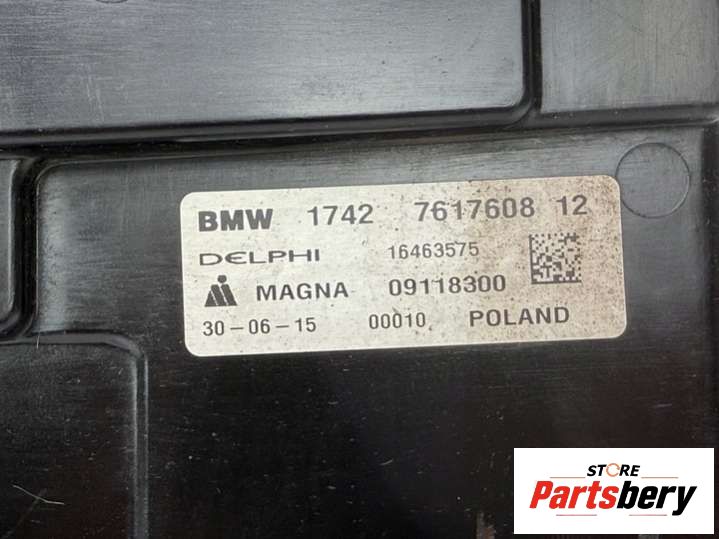 BMW 1742 7617608 12
DELPHI 16463575
MAGNA 09118300
30-06-15 00010 POLAND
STORE
Partsbery